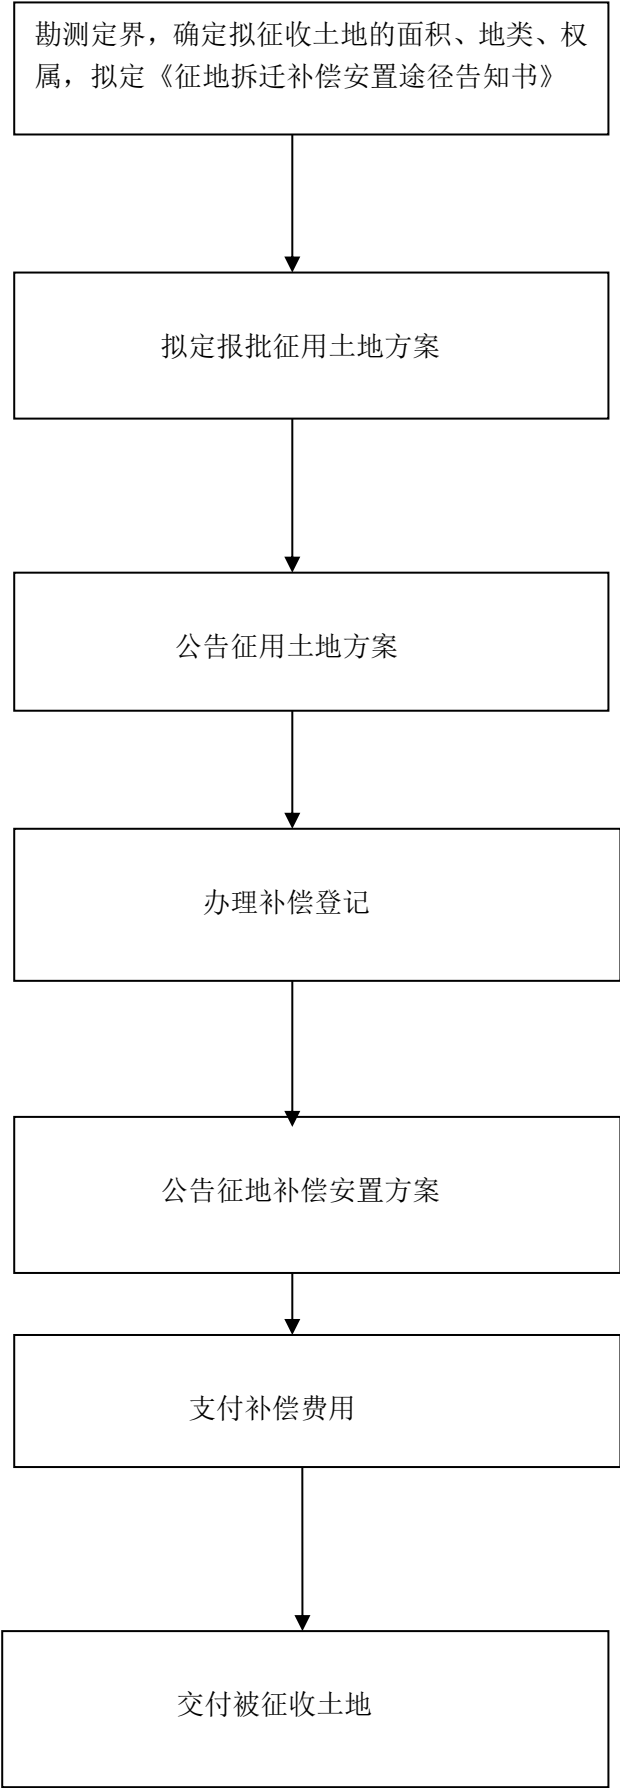 勘测定界，确定拟征收土地的面积、地类、权
属，拟定《征地拆迁补偿安置途径告知书》
拟定报批征用土地方案
公告征用土地方案
办理补偿登记
公告征地补偿安置方案
支付补偿费用
交付被征收土地